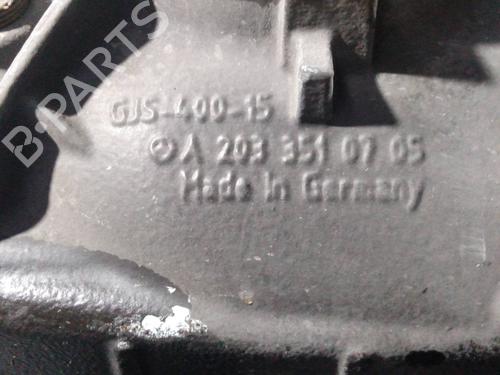 GJS-400-15
A 203 351 07 05
Made in Germany
B-PARTS